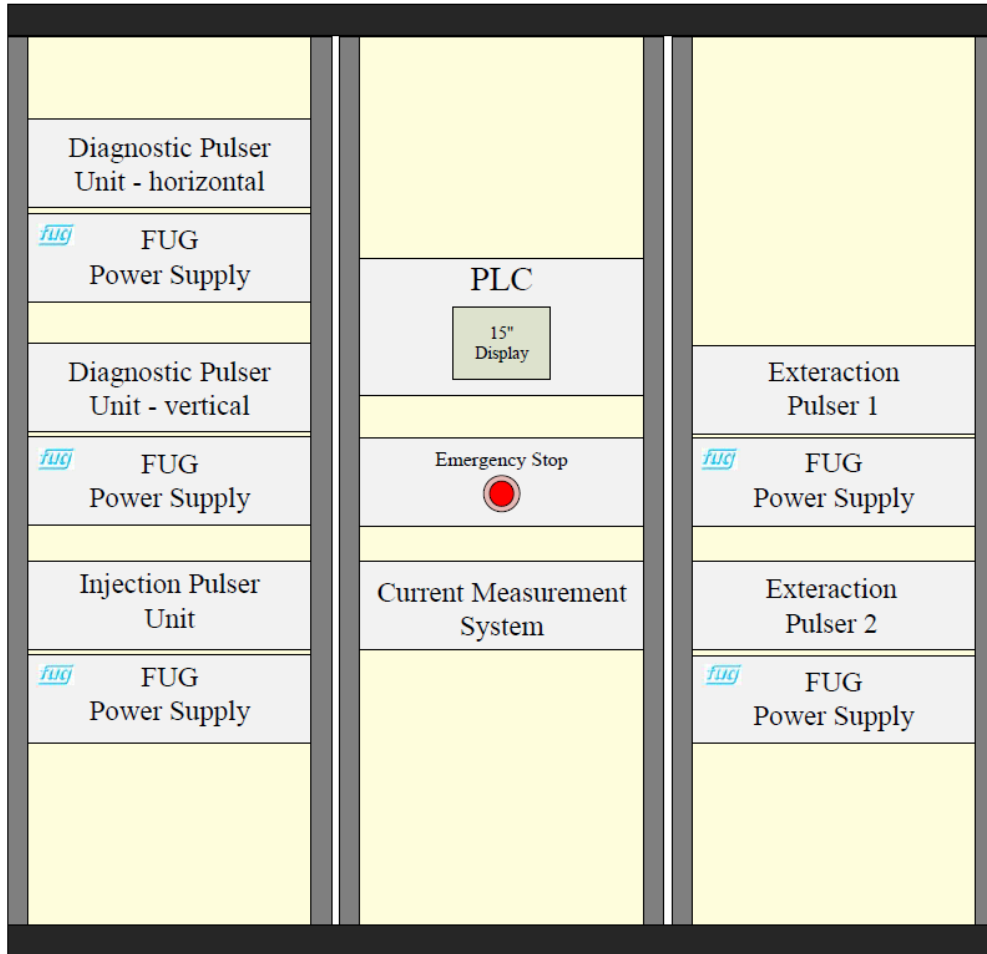 Diagnostic Pulser
Unit - horizontal
fug
FUG
Power Supply
Diagnostic Pulser
Unit - vertical
fug
FUG
Power Supply
Injection Pulser
Unit
fug
FUG
Power Supply
PLC
15"
Display
Emergency Stop
Current Measurement
System
Exteraction
Pulser 1
fug
FUG
Power Supply
Exteraction
Pulser 2
fug
FUG
Power Supply